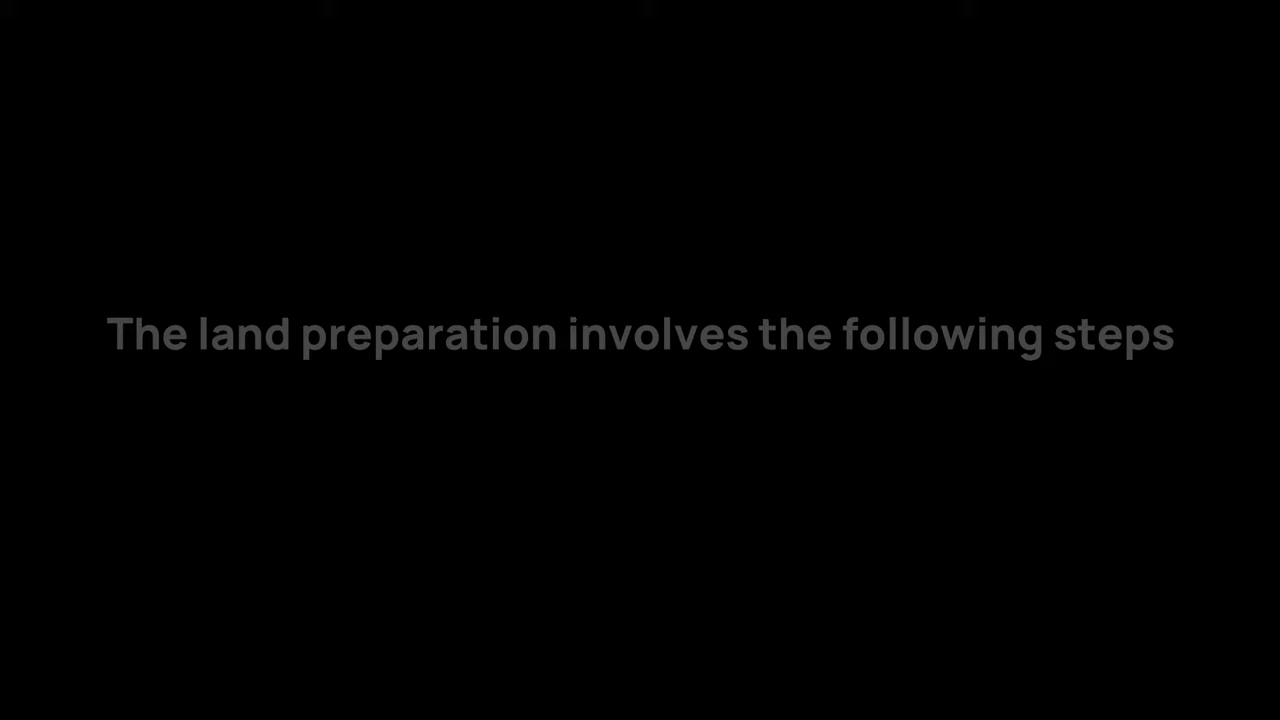 The land preparation involves the following steps